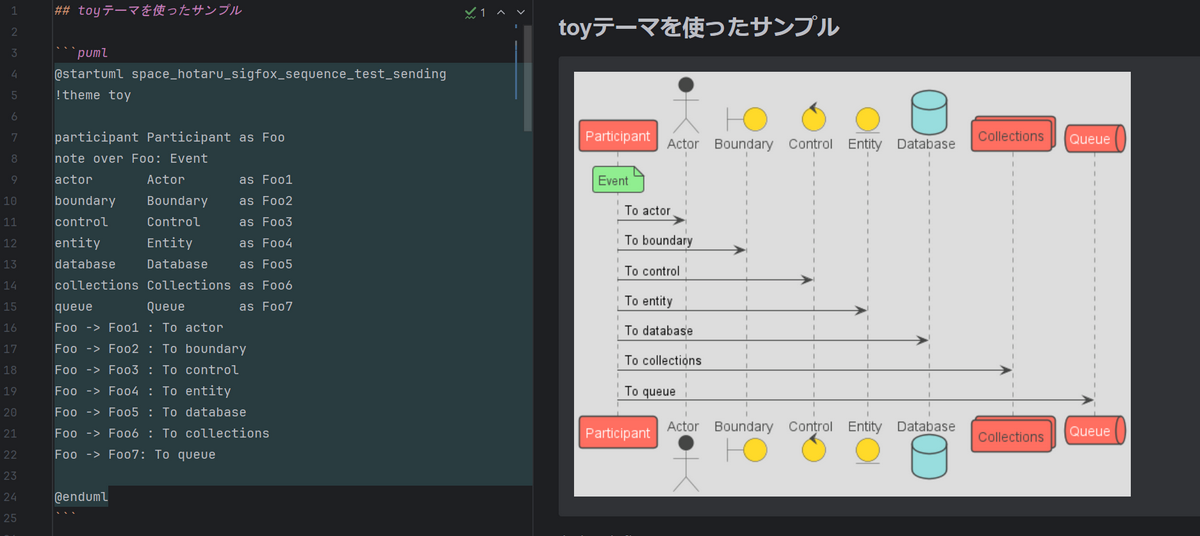 1 ## toyテーマを使ったサンプル
2
3 ```puml
4 @startuml space_hotaru_sigfox_sequence_test_sending
5 !theme toy
6
7 participant Participant as Foo
8 note over Foo: Event
9 actor       Actor       as Foo1
10 boundary    Boundary    as Foo2
11 control     Control     as Foo3
12 entity      Entity      as Foo4
13 database    Database    as Foo5
14 collections Collections as Foo6
15 queue       Queue       as Foo7
16 Foo -> Foo1 : To actor
17 Foo -> Foo2 : To boundary
18 Foo -> Foo3 : To control
19 Foo -> Foo4 : To entity
20 Foo -> Foo5 : To database
21 Foo -> Foo6 : To collections
22 Foo -> Foo7: To queue
23
24 @enduml
25 ```
1
toyテーマを使ったサンプル
Participant Actor Boundary Control Entity Database Collections Queue
Event
To actor
To boundary
To control
To entity
To database
To collections
To queue
Participant Actor Boundary Control Entity Database Collections Queue